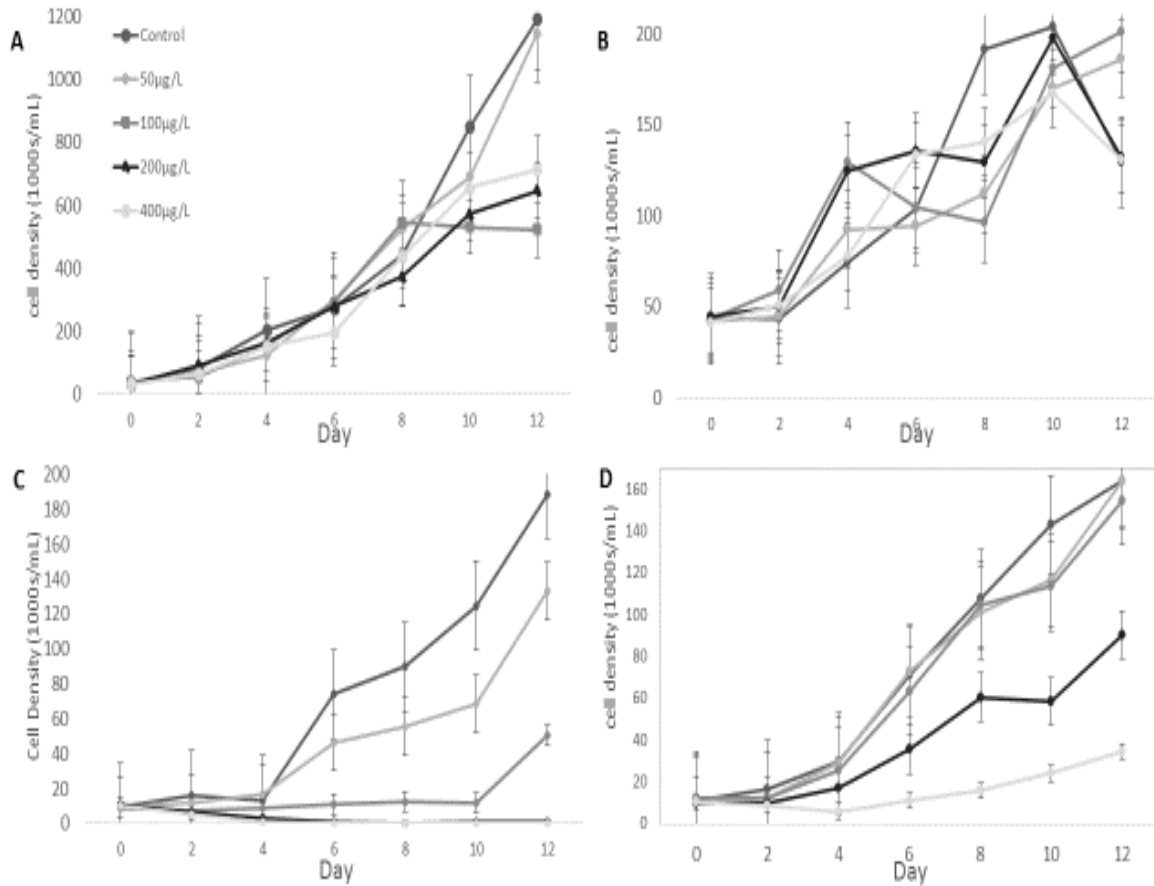 A
cell density (1000s/mL)
1200
1000
800
600
400
200
0
Control
50µg/L
100µg/L
200µg/L
400µg/L
0 2 4 6 8 10 12
Day
B
cell density (1000s/mL)
200
150
100
50
0
0 2 4 6 8 10 12
Day
C
Cell Density (1000s/mL)
200
180
160
140
120
100
80
60
40
20
0
0 2 4 6 8 10 12
Day
D
cell density (1000s/mL)
160
140
120
100
80
60
40
20
0
0 2 4 6 8 10 12
Day